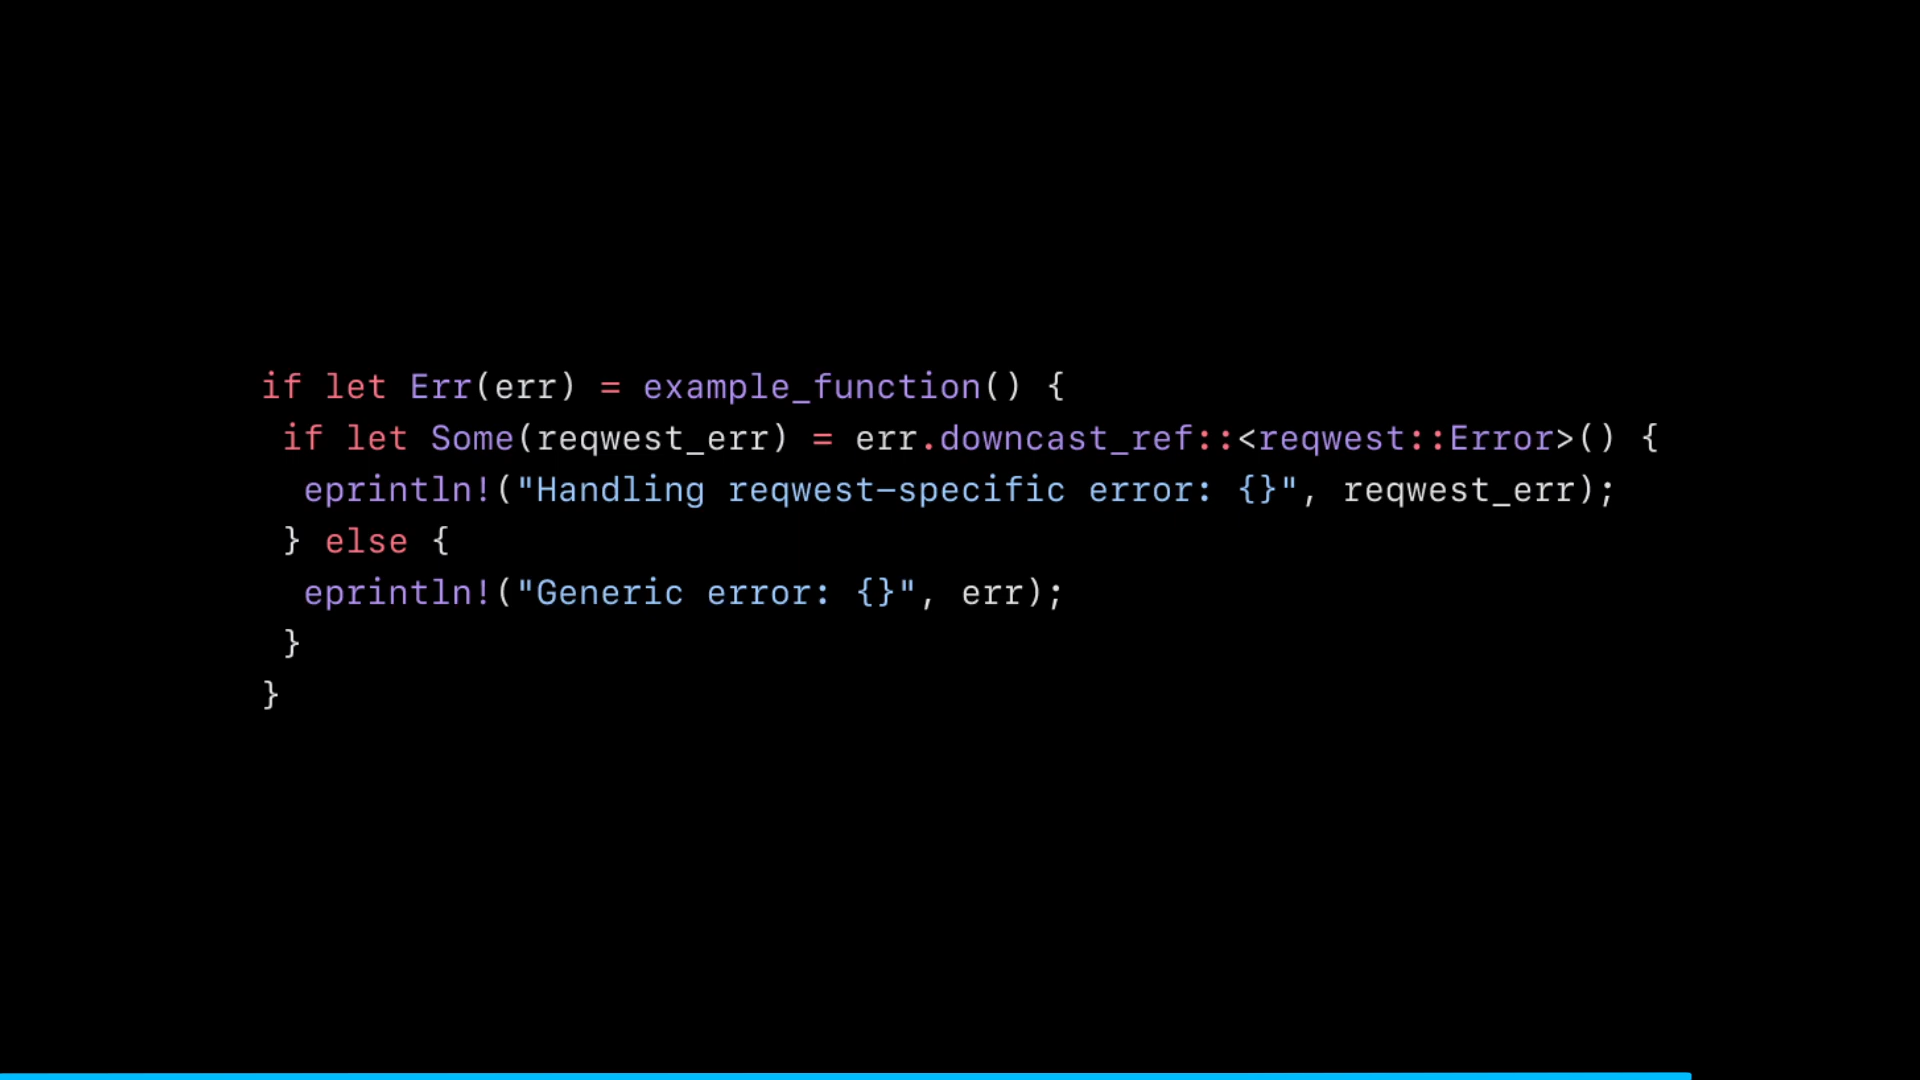 if let Err(err) = example_function() {
 if let Some(reqwest_err) = err.downcast_ref::<reqwest::Error>() {
  eprintln!("Handling reqwest-specific error: {}", reqwest_err);
 } else {
  eprintln!("Generic error: {}", err);
 }
}